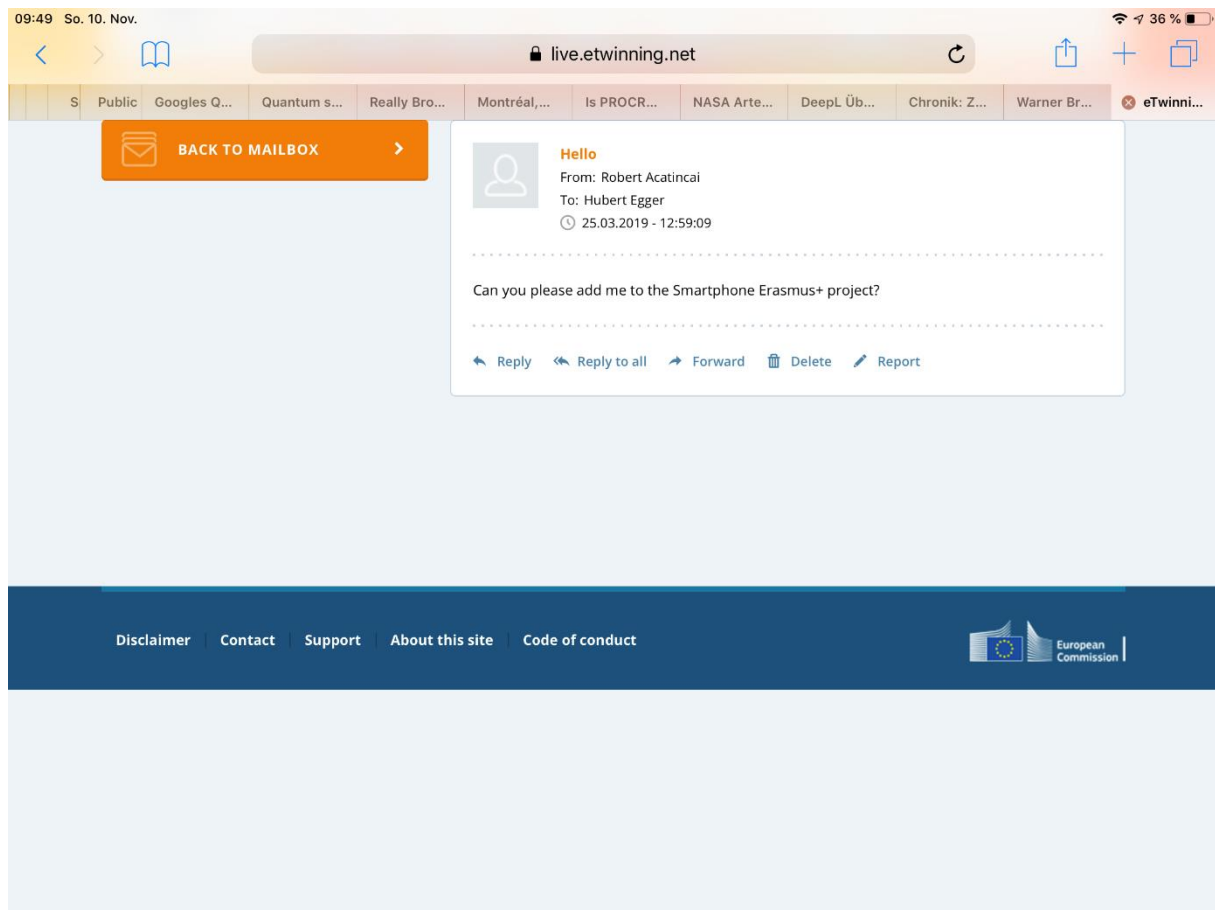 09:49 So. 10. Nov. 36 %
live.etwinning.net
S Public Googles Q... Quantum s... Really Bro... Montréal,... Is PROCR... NASA Arte... DeepL Üb... Chronik: Z... Warner Br... eTwinni...
BACK TO MAILBOX
Hello
From: Robert Acatincai
To: Hubert Egger
25.03.2019 - 12:59:09
Can you please add me to the Smartphone Erasmus+ project?
Reply Reply to all Forward Delete Report
Disclaimer Contact Support About this site Code of conduct
European
Commission